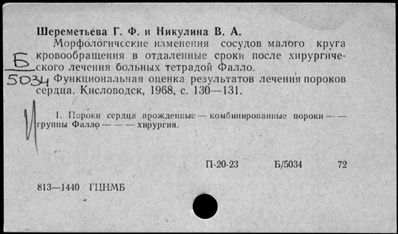 Шереметьева Г. Ф. и Никулина В. А.
Морфологические изменения сосудов малого круга
кровообращения в отдаленные сроки после хирургиче-
ского лечения больных тетрадой Фалло.
Б
5034
Функциональная оценка результатов лечения пороков
сердца. Кисловодск, 1968, с. 130—131.
1. Пороки сердца врожденные — комбинированные пороки — —
группы Фалло — — — хирургия.
П-20-23 Б/5034 72
813—1440 ГЦНМБ